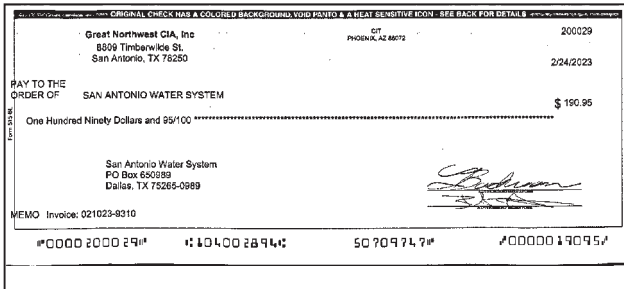 ORIGINAL CHECK HAS A COLORED BACKGROUND, VOID PANTO & A HEAT SENSITIVE ICON - SEE BACK FOR DETAILS
Great Northwest CIA, Inc
8809 Timberwilde St.
San Antonio, TX 78250
CIT
PHOENIX, AZ 85072
200029
2/24/2023
PAY TO THE
ORDER OF SAN ANTONIO WATER SYSTEM
$ 190.95
One Hundred Ninety Dollars and 95/100
San Antonio Water System
PO Box 650989
Dallas, TX 75265-0989
MEMO Invoice: 021023-9310
⑈0000200029⑈ ⑆104002894⑆ 50709747⑈ ⑇0000019095⑇